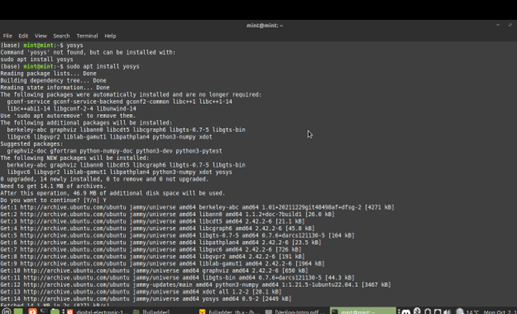 mint@mint: ~
File Edit View Search Terminal Help
(base) mint@mint:~$ yosys
Command 'yosys' not found, but can be installed with:
sudo apt install yosys
(base) mint@mint:~$ sudo apt install yosys
Reading package lists... Done
Building dependency tree... Done
Reading state information... Done
The following packages were automatically installed and are no longer required:
gconf-service gconf-service-backend gconf2-common libc++1 libc++1-14
libc++abi1-14 libgconf-2-4 libunwind-14
Use 'sudo apt autoremove' to remove them.
The following additional packages will be installed:
berkeley-abc graphviz libann0 libcdt5 libcgraph6 libgts-0.7-5 libgts-bin
libgvc6 libgvpr2 liblab-gamut1 libpathplan4 python3-numpy xdot
Suggested packages:
graphviz-doc gfortran python-numpy-doc python3-dev python3-pytest
The following NEW packages will be installed:
berkeley-abc graphviz libann0 libcdt5 libcgraph6 libgts-0.7-5 libgts-bin
libgvc6 libgvpr2 liblab-gamut1 libpathplan4 python3-numpy xdot yosys
0 upgraded, 14 newly installed, 0 to remove and 0 not upgraded.
Need to get 14.1 MB of archives.
After this operation, 46.9 MB of additional disk space will be used.
Do you want to continue? [Y/n] Y
Get:1 http://archive.ubuntu.com/ubuntu jammy/universe amd64 berkeley-abc amd64 1.01+20211229git48498af+dfsg-2 [4271 kB]
Get:2 http://archive.ubuntu.com/ubuntu jammy/universe amd64 libann0 amd64 1.1.2+doc-7build1 [26.0 kB]
Get:3 http://archive.ubuntu.com/ubuntu jammy/universe amd64 libcdt5 amd64 2.42.2-6 [21.1 kB]
Get:4 http://archive.ubuntu.com/ubuntu jammy/universe amd64 libcgraph6 amd64 2.42.2-6 [45.8 kB]
Get:5 http://archive.ubuntu.com/ubuntu jammy/universe amd64 libgts-0.7-5 amd64 0.7.6+darcs121130-5 [164 kB]
Get:6 http://archive.ubuntu.com/ubuntu jammy/universe amd64 libpathplan4 amd64 2.42.2-6 [23.5 kB]
Get:7 http://archive.ubuntu.com/ubuntu jammy/universe amd64 libgvc6 amd64 2.42.2-6 [726 kB]
Get:8 http://archive.ubuntu.com/ubuntu jammy/universe amd64 libgvpr2 amd64 2.42.2-6 [191 kB]
Get:9 http://archive.ubuntu.com/ubuntu jammy/universe amd64 liblab-gamut1 amd64 2.42.2-6 [1964 kB]
Get:10 http://archive.ubuntu.com/ubuntu jammy/universe amd64 graphviz amd64 2.42.2-6 [650 kB]
Get:11 http://archive.ubuntu.com/ubuntu jammy/universe amd64 libgts-bin amd64 0.7.6+darcs121130-5 [44.3 kB]
Get:12 http://archive.ubuntu.com/ubuntu jammy-updates/main amd64 python3-numpy amd64 1:1.21.5-1ubuntu22.04.1 [3467 kB]
Get:13 http://archive.ubuntu.com/ubuntu jammy/universe amd64 xdot all 1.2-2 [28.1 kB]
Get:14 http://archive.ubuntu.com/ubuntu jammy/universe amd64 yosys amd64 0.9-2 [2449 kB]